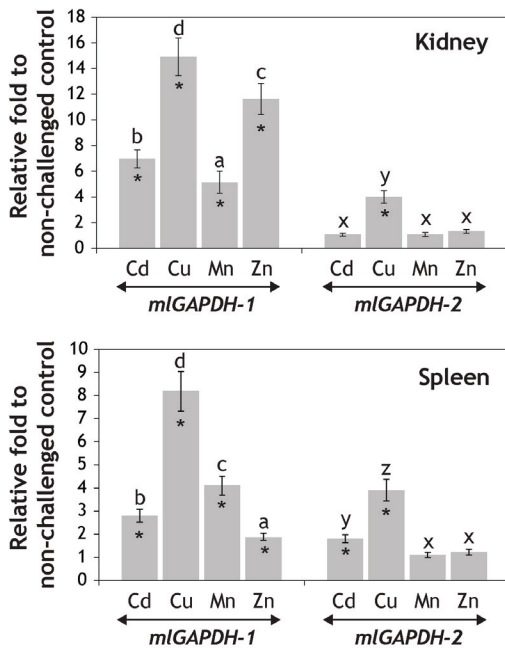 Relative fold to
non-challenged control
18
16
14
12
10
8
6
4
2
0
Kidney
b d a c x y x x
* * * * *
Cd Cu Mn Zn Cd Cu Mn Zn
mlGAPDH-1 mlGAPDH-2
Relative fold to
non-challenged control
10
9
8
7
6
5
4
3
2
1
0
Spleen
b d c a y z x x
* * * * * *
Cd Cu Mn Zn Cd Cu Mn Zn
mlGAPDH-1 mlGAPDH-2